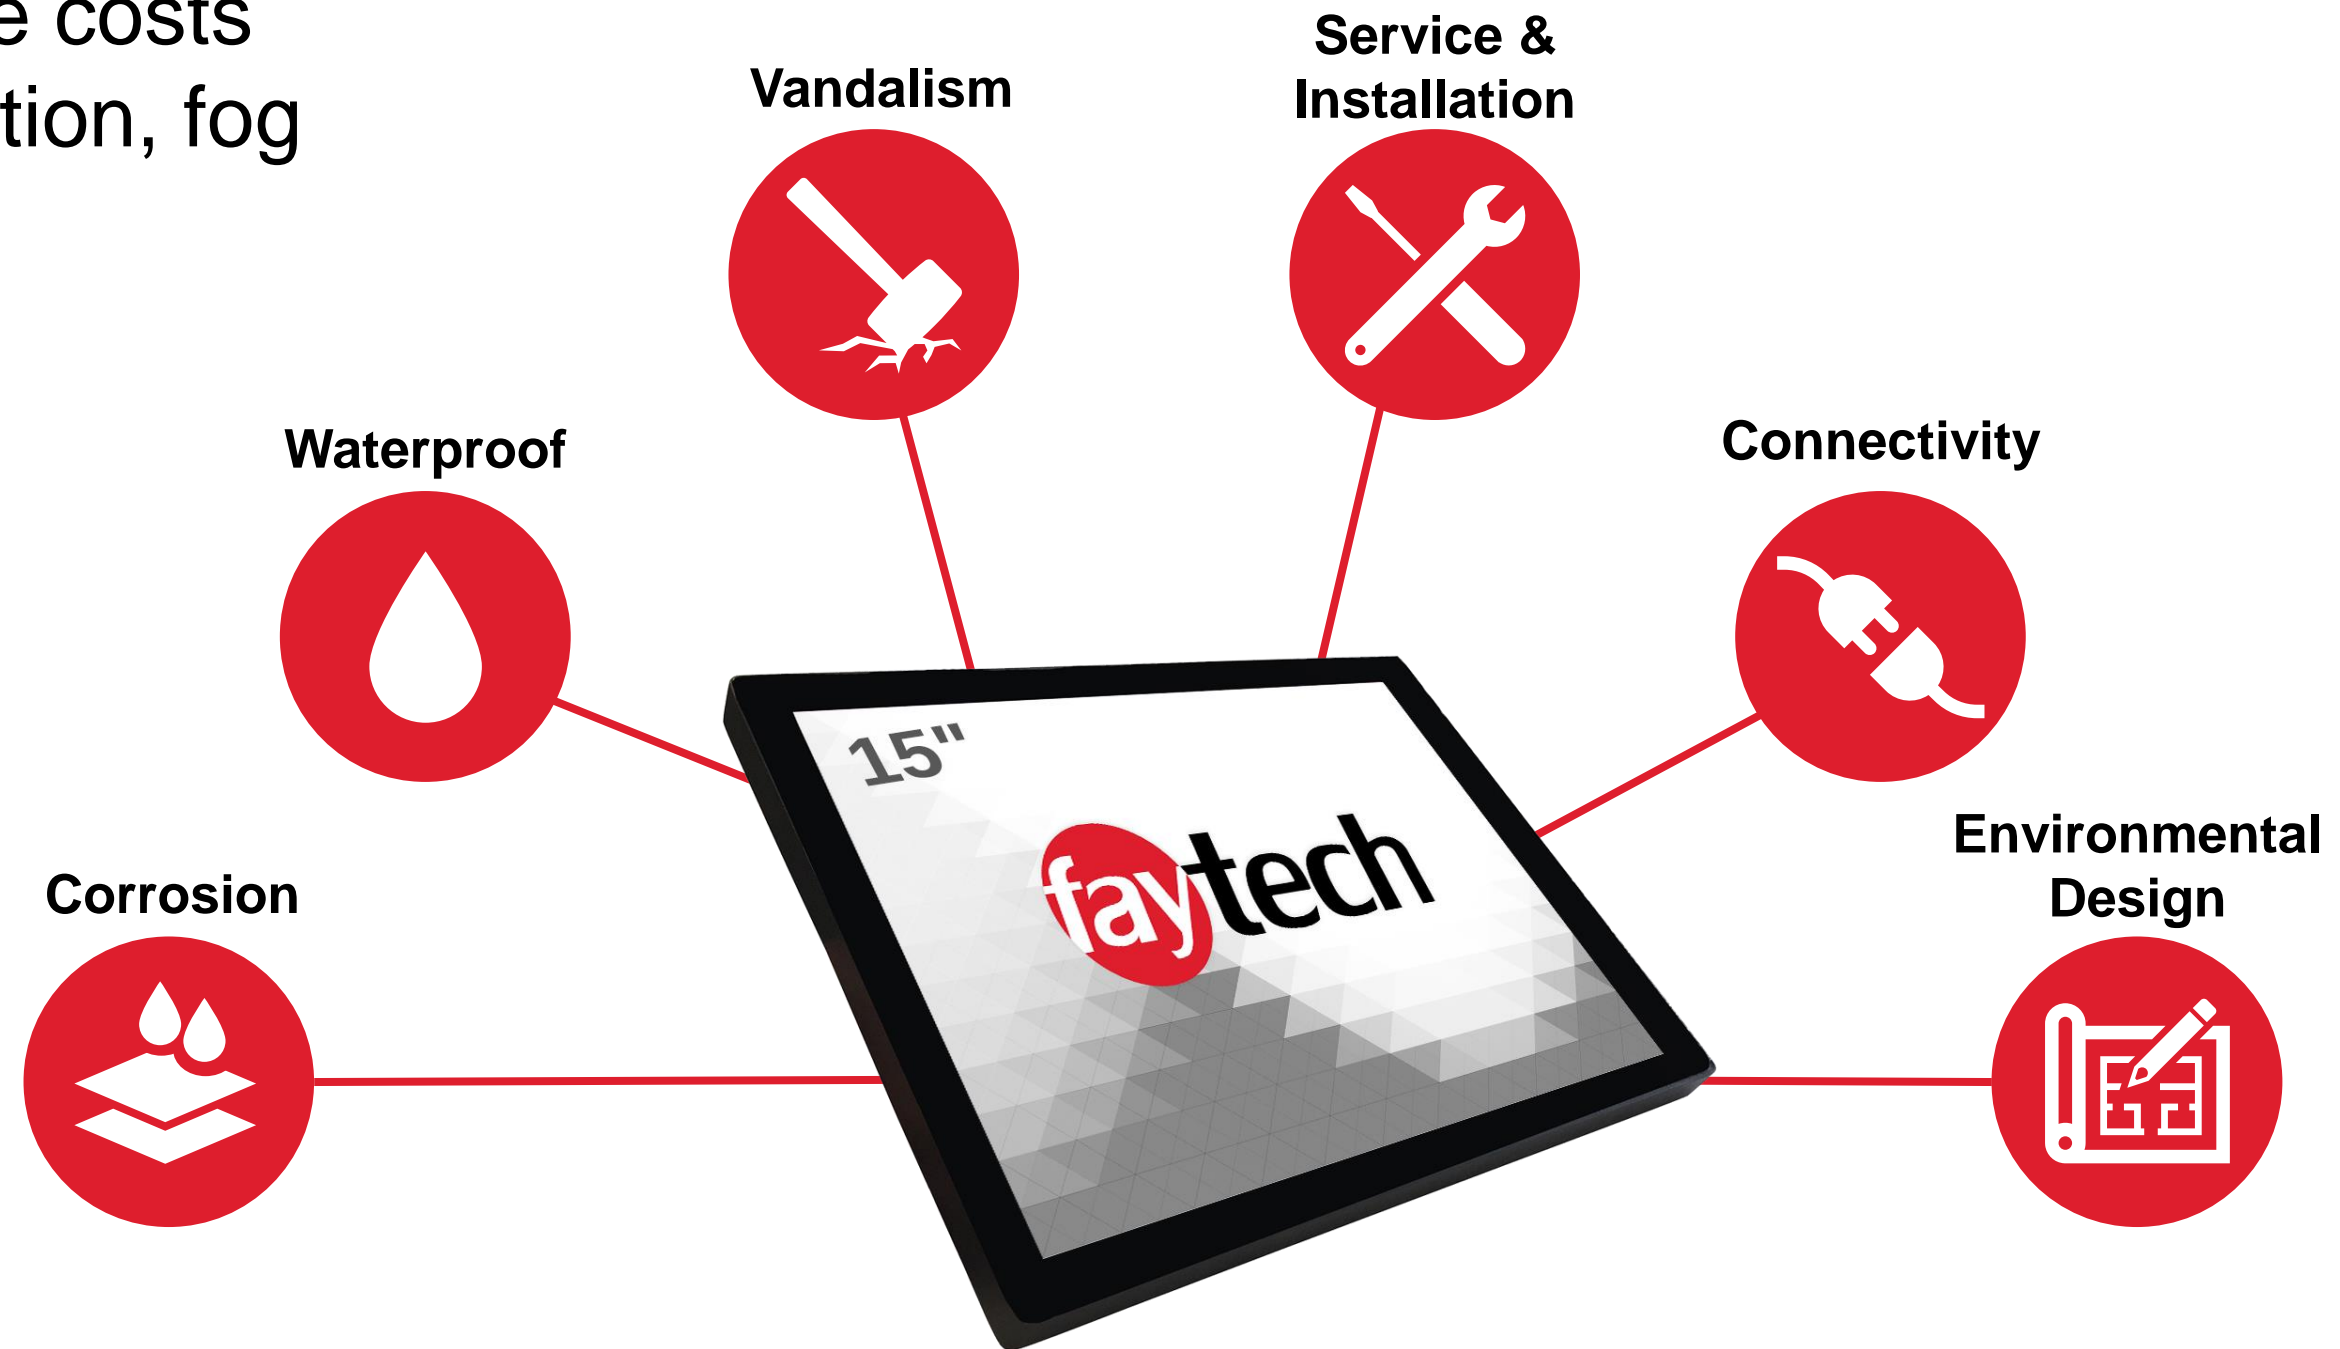 e costs
tion, fog
Service &
Installation
Vandalism
Connectivity
Waterproof
15"
faytech
Environmental
Design
Corrosion